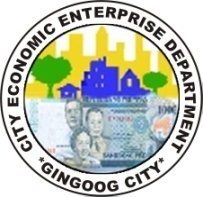 CITY ECONOMIC ENTERPRISE DEPARTMENT
*GINGOOG CITY*